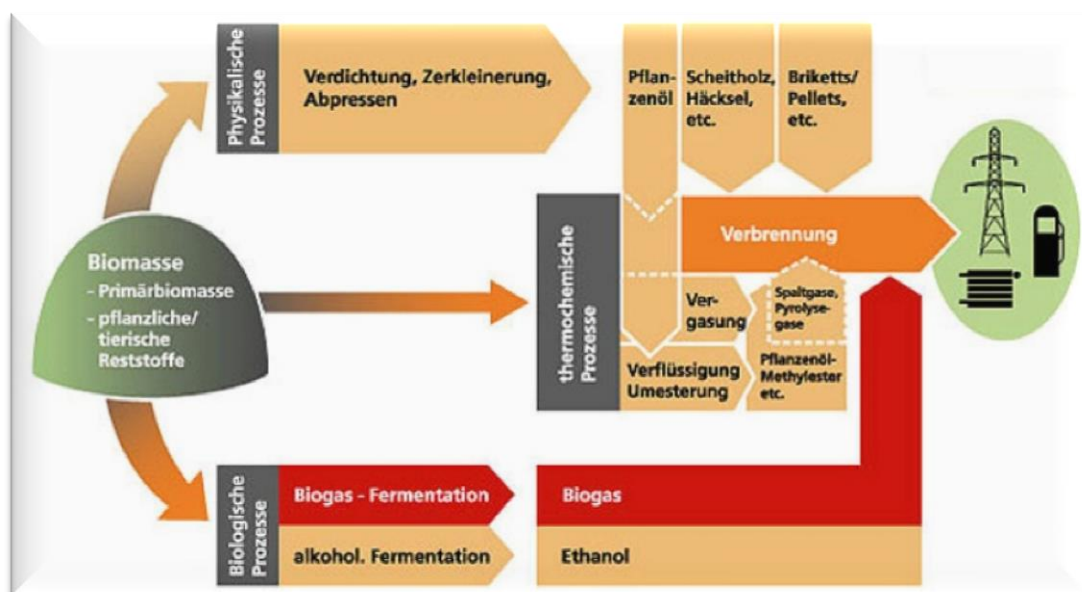 Physikalische
Prozesse
Verdichtung, Zerkleinerung,
Abpressen
Pflan-
zenöl
Scheitholz,
Häcksel,
etc.
Briketts/
Pellets,
etc.
Biomasse
- Primärbiomasse
- pflanzliche/
tierische
Reststoffe
thermochemische
Prozesse
Verbrennung
Ver-
gasung
Spaltgase,
Pyrolyse-
gase
Verflüssigung
Umesterung
Pflanzenöl-
Methylester
etc.
Biologische
Prozesse
Biogas - Fermentation
Biogas
alkohol. Fermentation
Ethanol